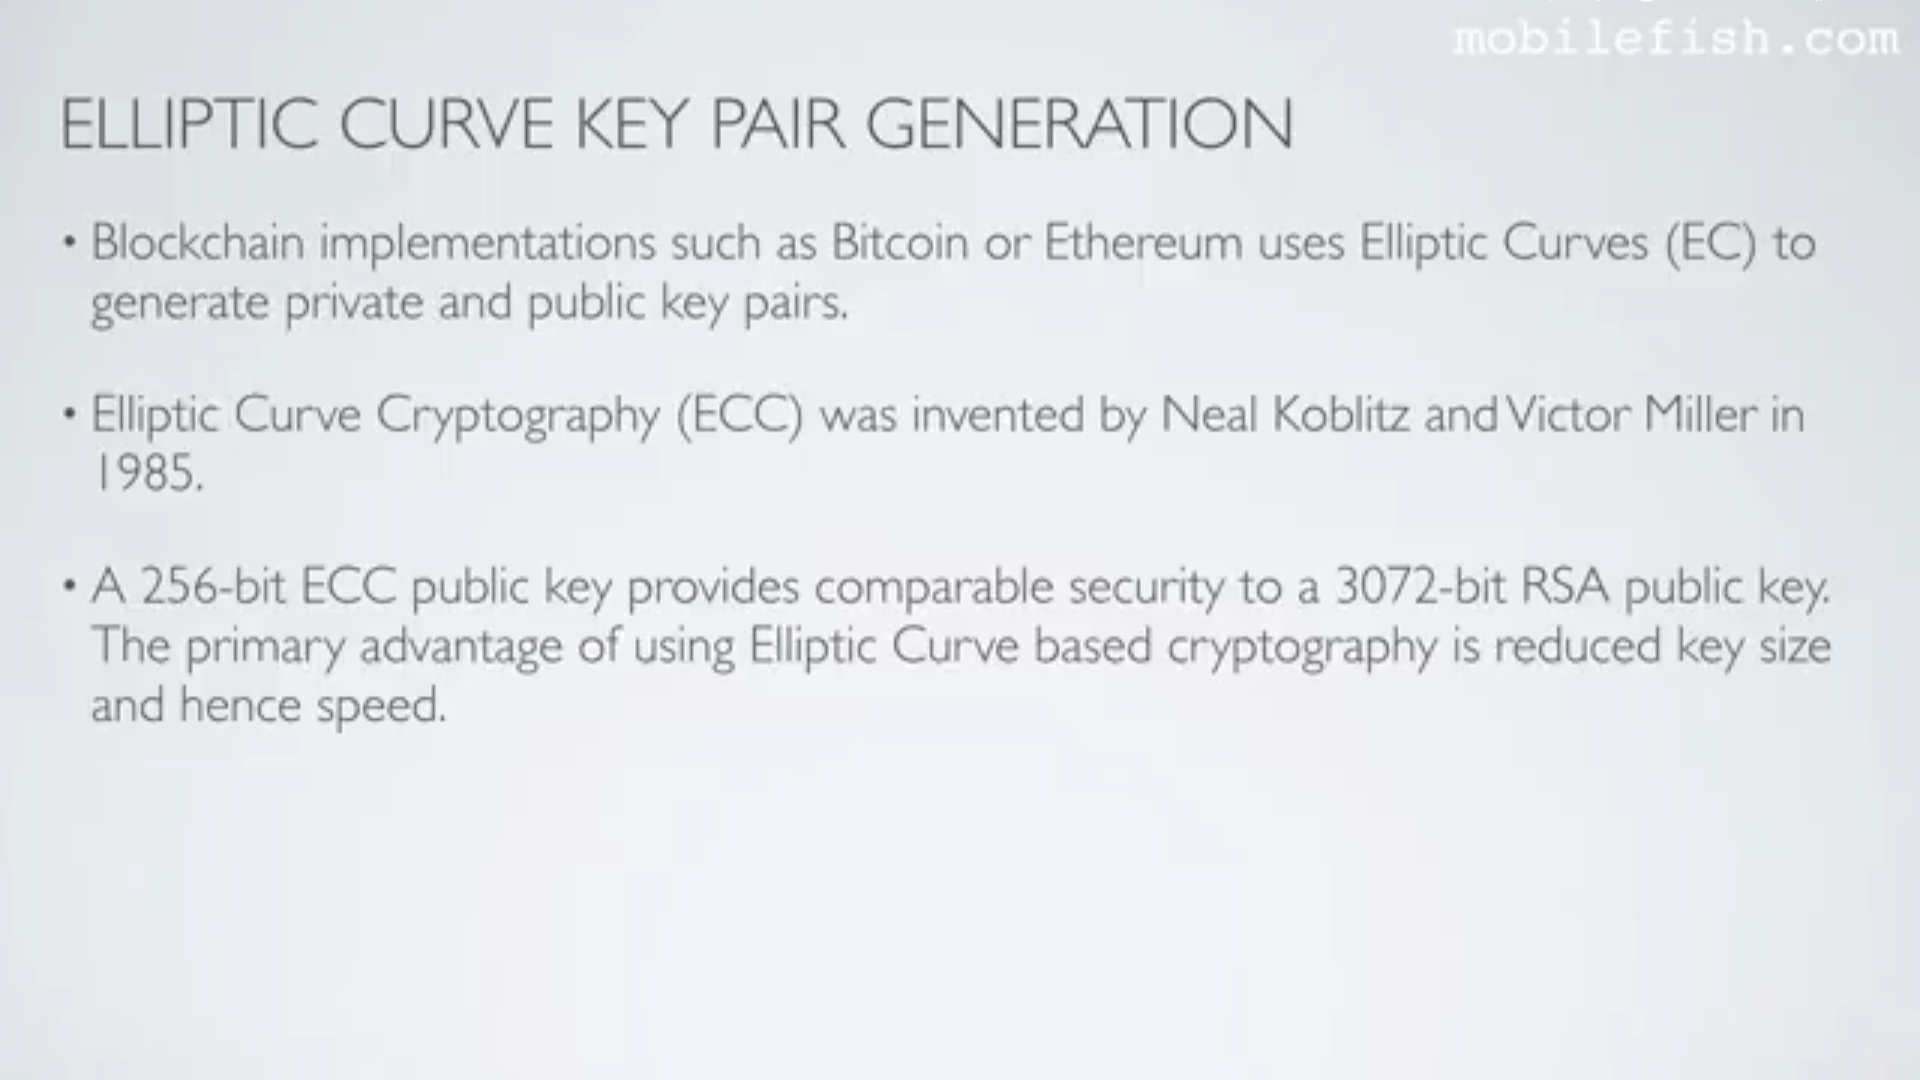 mobilefish.com
ELLIPTIC CURVE KEY PAIR GENERATION
• Blockchain implementations such as Bitcoin or Ethereum uses Elliptic Curves (EC) to
generate private and public key pairs.
• Elliptic Curve Cryptography (ECC) was invented by Neal Koblitz and Victor Miller in
1985.
• A 256-bit ECC public key provides comparable security to a 3072-bit RSA public key.
The primary advantage of using Elliptic Curve based cryptography is reduced key size
and hence speed.